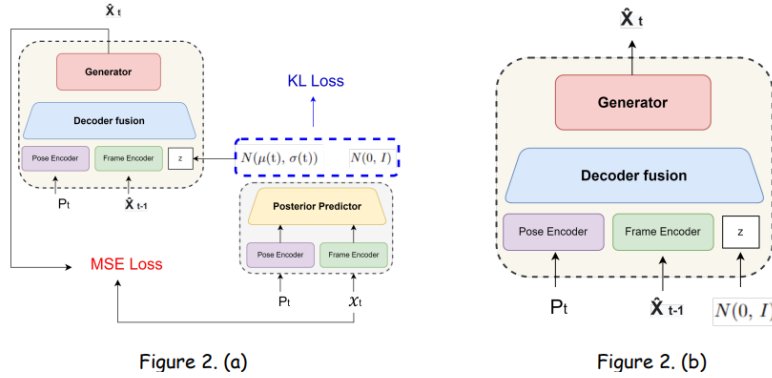 X̂ t
Generator
Decoder fusion
Pose Encoder
Frame Encoder
z
Pt
X̂ t-1
KL Loss
N(μ(t), σ(t))
N(0, I)
Posterior Predictor
Pose Encoder
Frame Encoder
Pt
xt
MSE Loss
Figure 2. (a)
X̂ t
Generator
Decoder fusion
Pose Encoder
Frame Encoder
z
Pt
X̂ t-1
N(0, I)
Figure 2. (b)